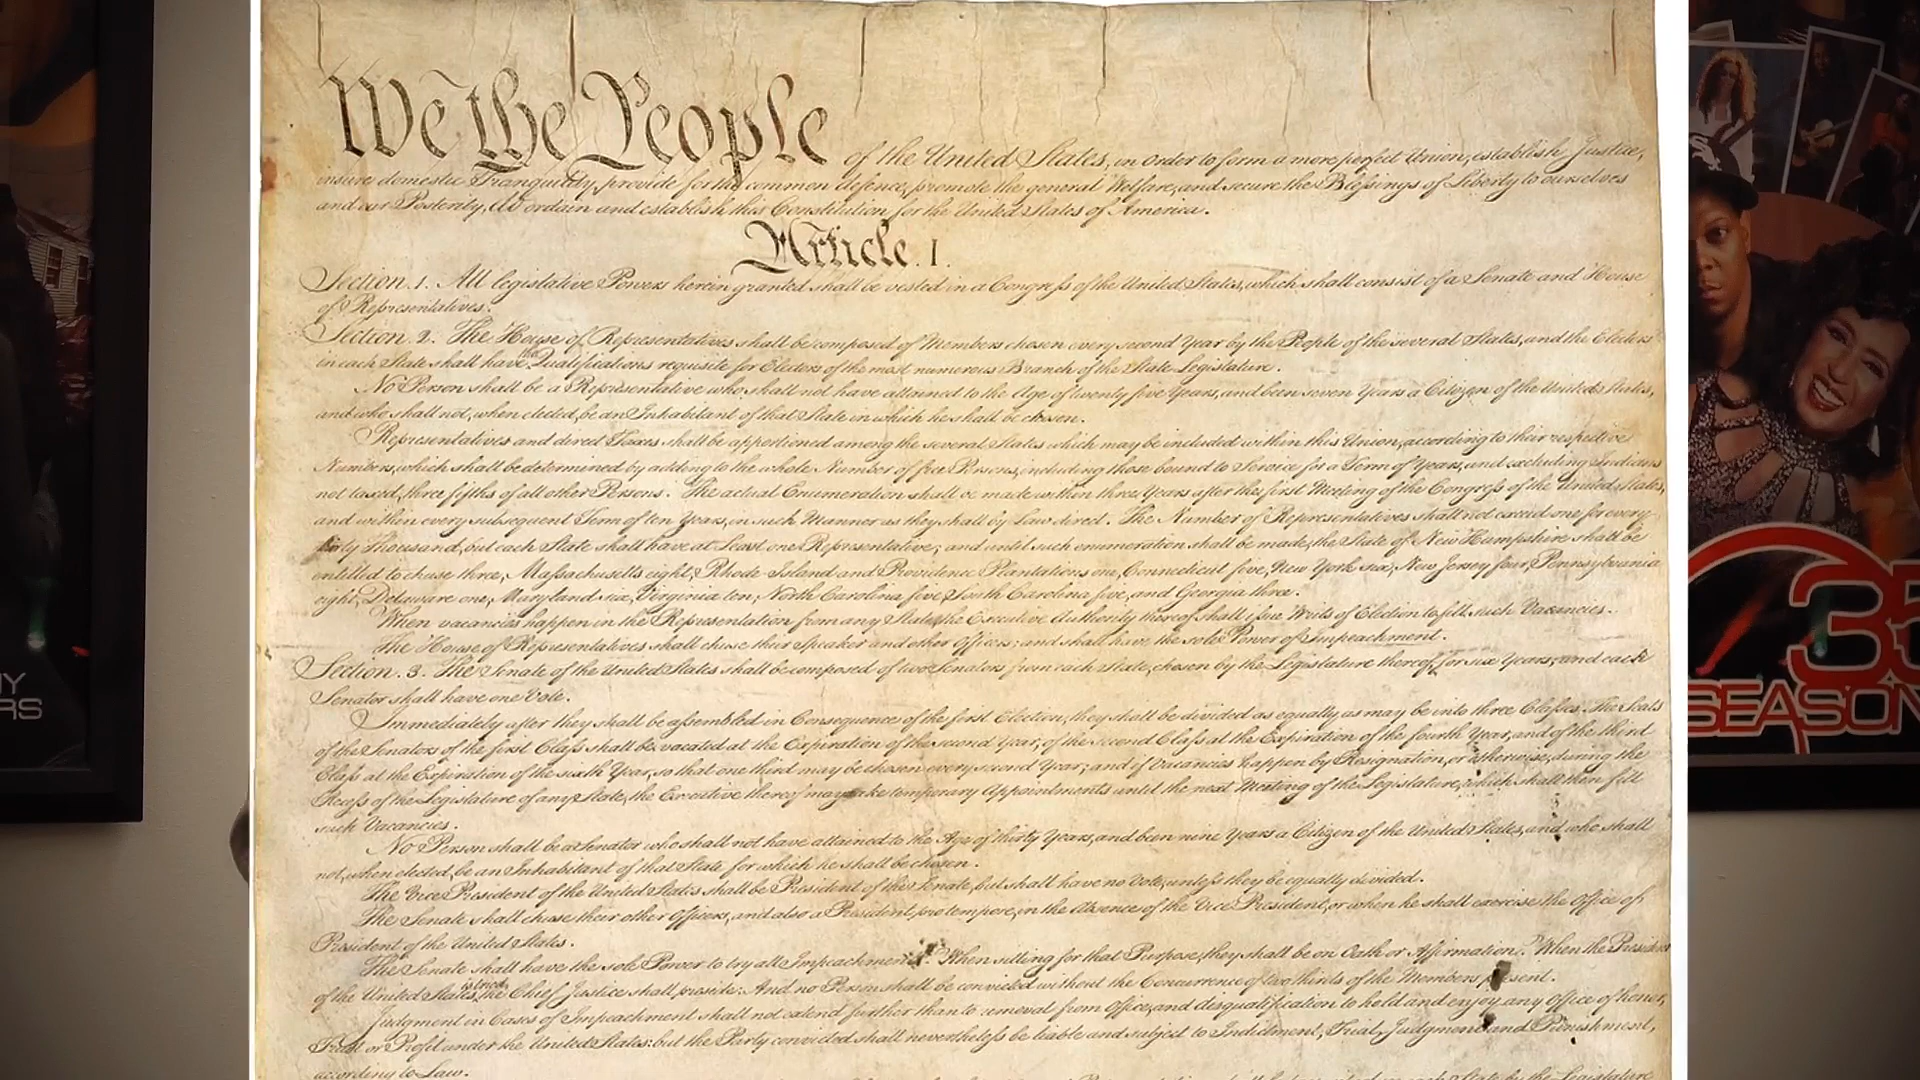 We the People of the United States, in Order to form a more perfect Union, establish Justice,
insure domestic Tranquility, provide for the common defence, promote the general Welfare, and secure the Blessings of Liberty to ourselves
and our Posterity, do ordain and establish this Constitution for the United States of America.
Article. I.
Section. 1. All legislative Powers herein granted shall be vested in a Congress of the United States, which shall consist of a Senate and House
of Representatives.
Section. 2. The House of Representatives shall be composed of Members chosen every second Year by the People of the several States, and the Electors
in each State shall have the Qualifications requisite for Electors of the most numerous Branch of the State Legislature.
No Person shall be a Representative who shall not have attained to the Age of twenty five Years, and been seven Years a Citizen of the United States,
and who shall not, when elected, be an Inhabitant of that State in which he shall be chosen.
Representatives and direct Taxes shall be apportioned among the several States which may be included within this Union, according to their respective
Numbers, which shall be determined by adding to the whole Number of free Persons, including those bound to Service for a Term of Years, and excluding Indians
not taxed, three fifths of all other Persons. The actual Enumeration shall be made within three Years after the first Meeting of the Congress of the United States,
and within every subsequent Term of ten Years, in such Manner as they shall by Law direct. The Number of Representatives shall not exceed one for every
thirty Thousand, but each State shall have at Least one Representative; and until such enumeration shall be made, the State of New Hampshire shall be
entitled to chuse three, Massachusetts eight, Rhode-Island and Providence Plantations one, Connecticut five, New York six, New Jersey four, Pennsylvania
eight, Delaware one, Maryland six, Virginia ten, North Carolina five, South Carolina five, and Georgia three.
When vacancies happen in the Representation from any State, the Executive Authority thereof shall issue Writs of Election to fill such Vacancies.
The House of Representatives shall chuse their Speaker and other Officers; and shall have the sole Power of Impeachment.
Section. 3. The Senate of the United States shall be composed of two Senators from each State, chosen by the Legislature thereof, for six Years; and each
Senator shall have one Vote.
Immediately after they shall be assembled in Consequence of the first Election, they shall be divided as equally as may be into three Classes. The Seats
of the Senators of the first Class shall be vacated at the Expiration of the second Year, of the second Class at the Expiration of the fourth Year, and of the third
Class at the Expiration of the sixth Year, so that one third may be chosen every second Year; and if Vacancies happen by Resignation, or otherwise, during the
Recess of the Legislature of any State, the Executive thereof may make temporary Appointments until the next Meeting of the Legislature, which shall then fill
such Vacancies.
No Person shall be a Senator who shall not have attained to the Age of thirty Years, and been nine Years a Citizen of the United States, and who shall
not, when elected, be an Inhabitant of that State for which he shall be chosen.
The Vice President of the United States shall be President of the Senate, but shall have no Vote, unless they be equally divided.
The Senate shall chuse their other Officers, and also a President pro tempore, in the Absence of the Vice President, or when he shall exercise the Office of
President of the United States.
The Senate shall have the sole Power to try all Impeachments. When sitting for that Purpose, they shall be on Oath or Affirmation. When the President
of the United States is tried, the Chief Justice shall preside: And no Person shall be convicted without the Concurrence of two thirds of the Members present.
Judgment in Cases of Impeachment shall not extend further than to removal from Office, and disqualification to hold and enjoy any Office of honor,
Trust or Profit under the United States: but the Party convicted shall nevertheless be liable and subject to Indictment, Trial, Judgment and Punishment,
according to Law.
35
SEASON